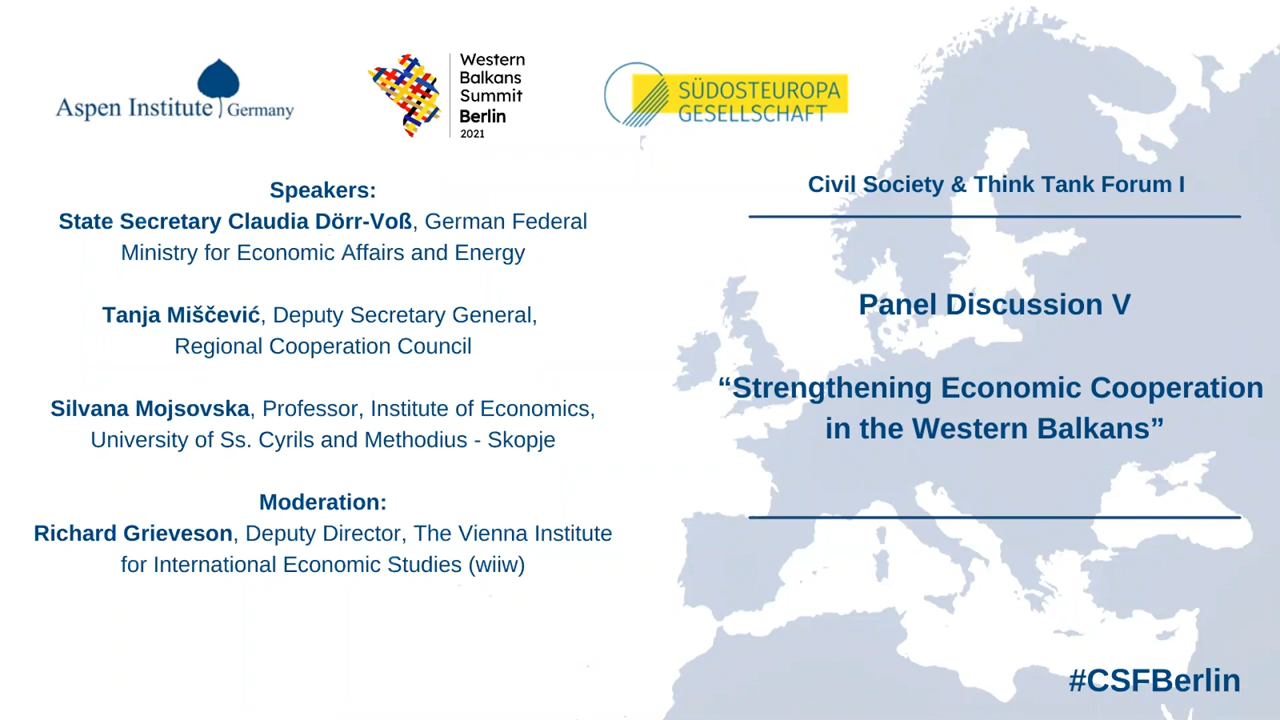 Aspen Institute Germany
Western
Balkans
Summit
Berlin
2021
SÜDOSTEUROPA
GESELLSCHAFT
Speakers:
State Secretary Claudia Dörr-Voß, German Federal
Ministry for Economic Affairs and Energy
Tanja Miščević, Deputy Secretary General,
Regional Cooperation Council
Silvana Mojsovska, Professor, Institute of Economics,
University of Ss. Cyrils and Methodius - Skopje
Moderation:
Richard Grieveson, Deputy Director, The Vienna Institute
for International Economic Studies (wiiw)
Civil Society & Think Tank Forum I
Panel Discussion V
“Strengthening Economic Cooperation
in the Western Balkans”
#CSFBerlin